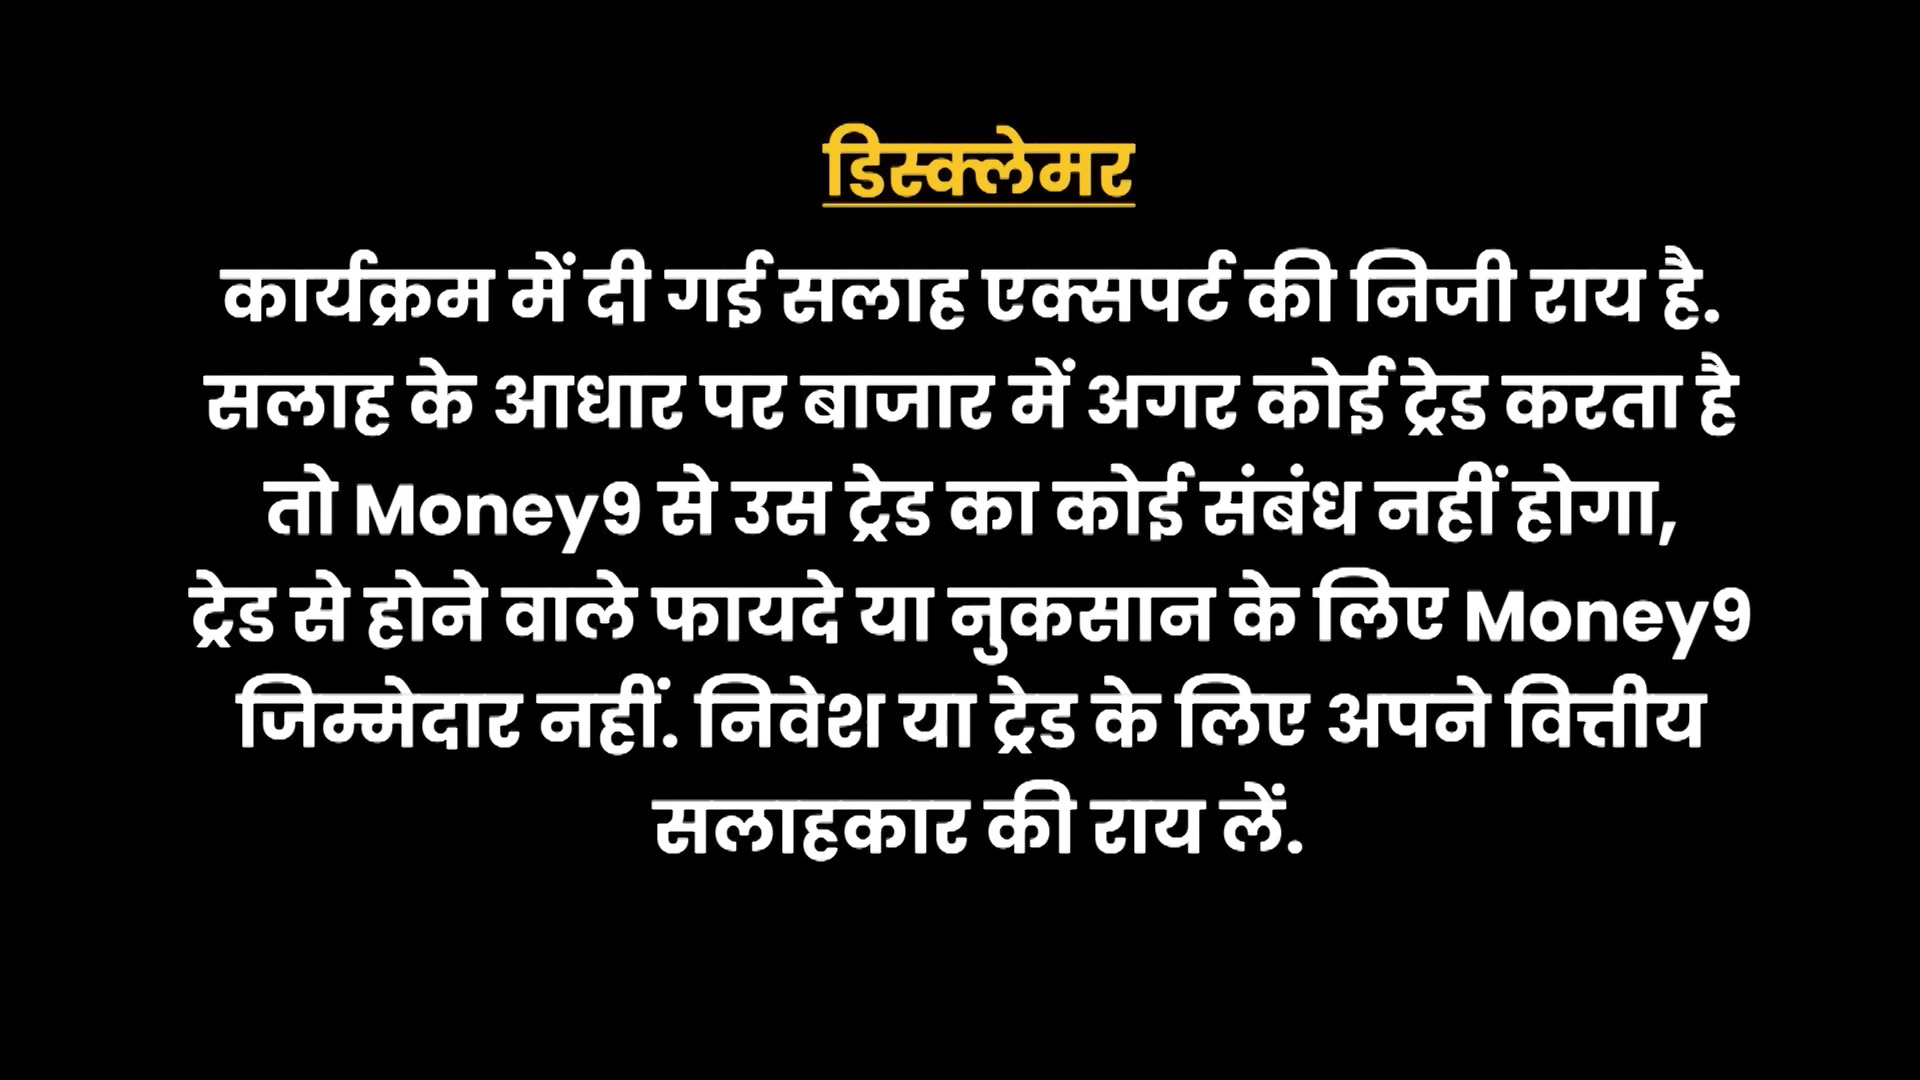 डिस्क्लेमर
कार्यक्रम में दी गई सलाह एक्सपर्ट की निजी राय है.
सलाह के आधार पर बाजार में अगर कोई ट्रेड करता है
तो Money9 से उस ट्रेड का कोई संबंध नहीं होगा,
ट्रेड से होने वाले फायदे या नुकसान के लिए Money9
जिम्मेदार नहीं. निवेश या ट्रेड के लिए अपने वित्तीय
सलाहकार की राय लें.